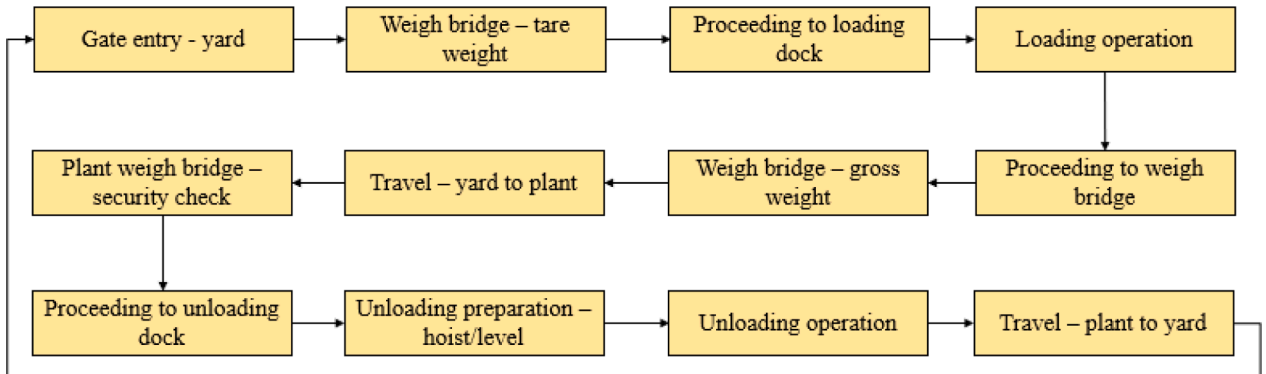 Gate entry - yard
Weigh bridge – tare
weight
Proceeding to loading
dock
Loading operation
Plant weigh bridge –
security check
Travel – yard to plant
Weigh bridge – gross
weight
Proceeding to weigh
bridge
Proceeding to unloading
dock
Unloading preparation –
hoist/level
Unloading operation
Travel – plant to yard